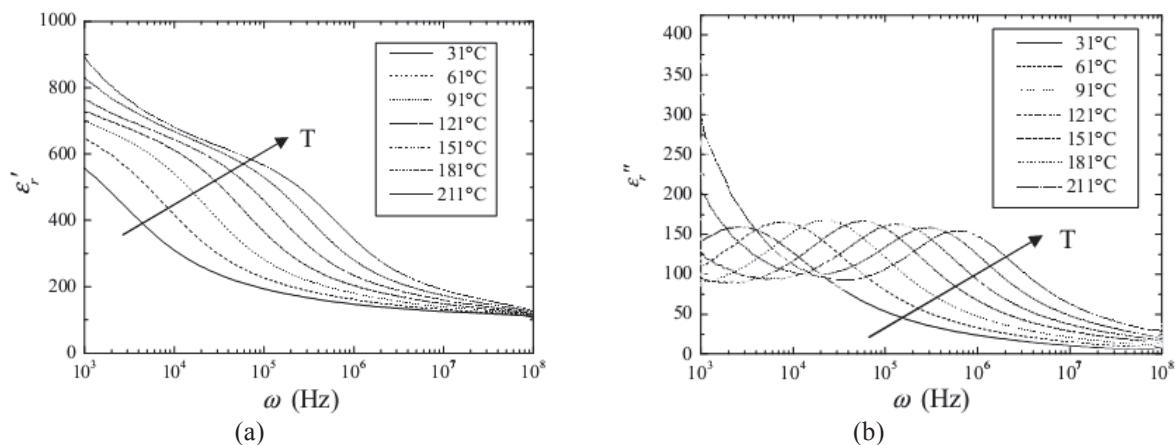 1000
800
600
400
200
0
εr′
31°C
61°C
91°C
121°C
151°C
181°C
211°C
T
10³ 10⁴ 10⁵ 10⁶ 10⁷ 10⁸
ω (Hz)
(a)
400
350
300
250
200
150
100
50
0
εr″
31°C
61°C
91°C
121°C
151°C
181°C
211°C
T
10³ 10⁴ 10⁵ 10⁶ 10⁷ 10⁸
ω (Hz)
(b)